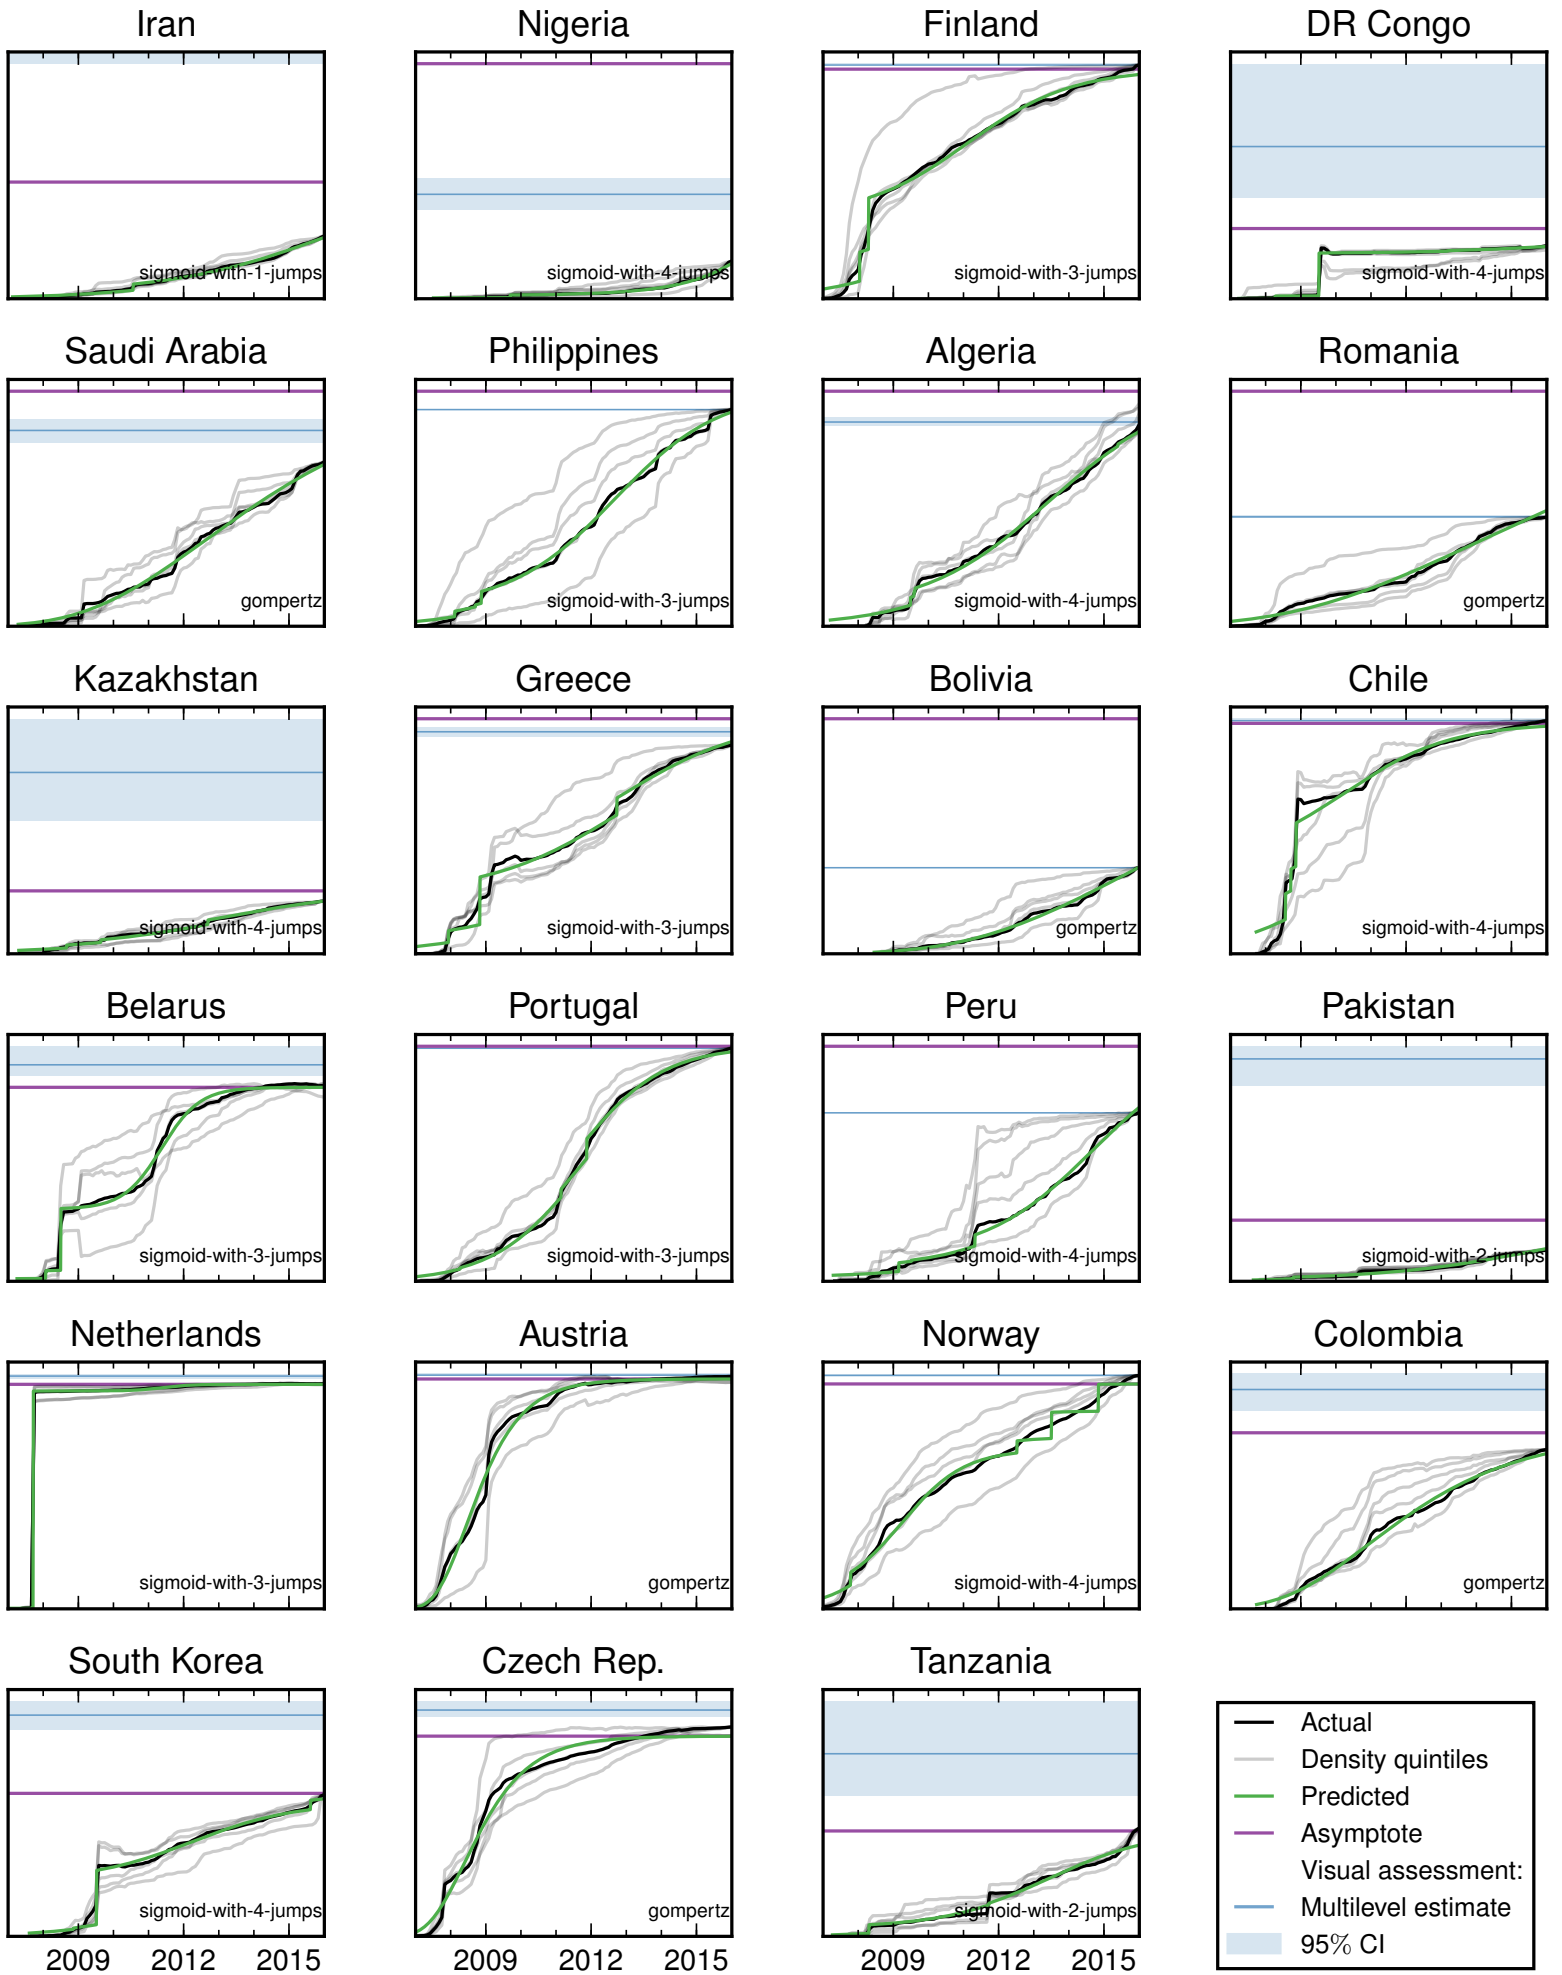 Iran
Nigeria
Finland
DR Congo
sigmoid-with-1-jumps
sigmoid-with-4-jumps
sigmoid-with-3-jumps
sigmoid-with-4-jumps
Saudi Arabia
Philippines
Algeria
Romania
gompertz
sigmoid-with-3-jumps
sigmoid-with-4-jumps
gompertz
Kazakhstan
Greece
Bolivia
Chile
sigmoid-with-4-jumps
sigmoid-with-3-jumps
gompertz
sigmoid-with-4-jumps
Belarus
Portugal
Peru
Pakistan
sigmoid-with-3-jumps
sigmoid-with-3-jumps
sigmoid-with-4-jumps
sigmoid-with-2-jumps
Netherlands
Austria
Norway
Colombia
sigmoid-with-3-jumps
gompertz
sigmoid-with-4-jumps
gompertz
South Korea
Czech Rep.
Tanzania
sigmoid-with-4-jumps
gompertz
sigmoid-with-2-jumps
2009 2012 2015
2009 2012 2015
2009 2012 2015
Actual
Density quintiles
Predicted
Asymptote
Visual assessment:
Multilevel estimate
95% CI